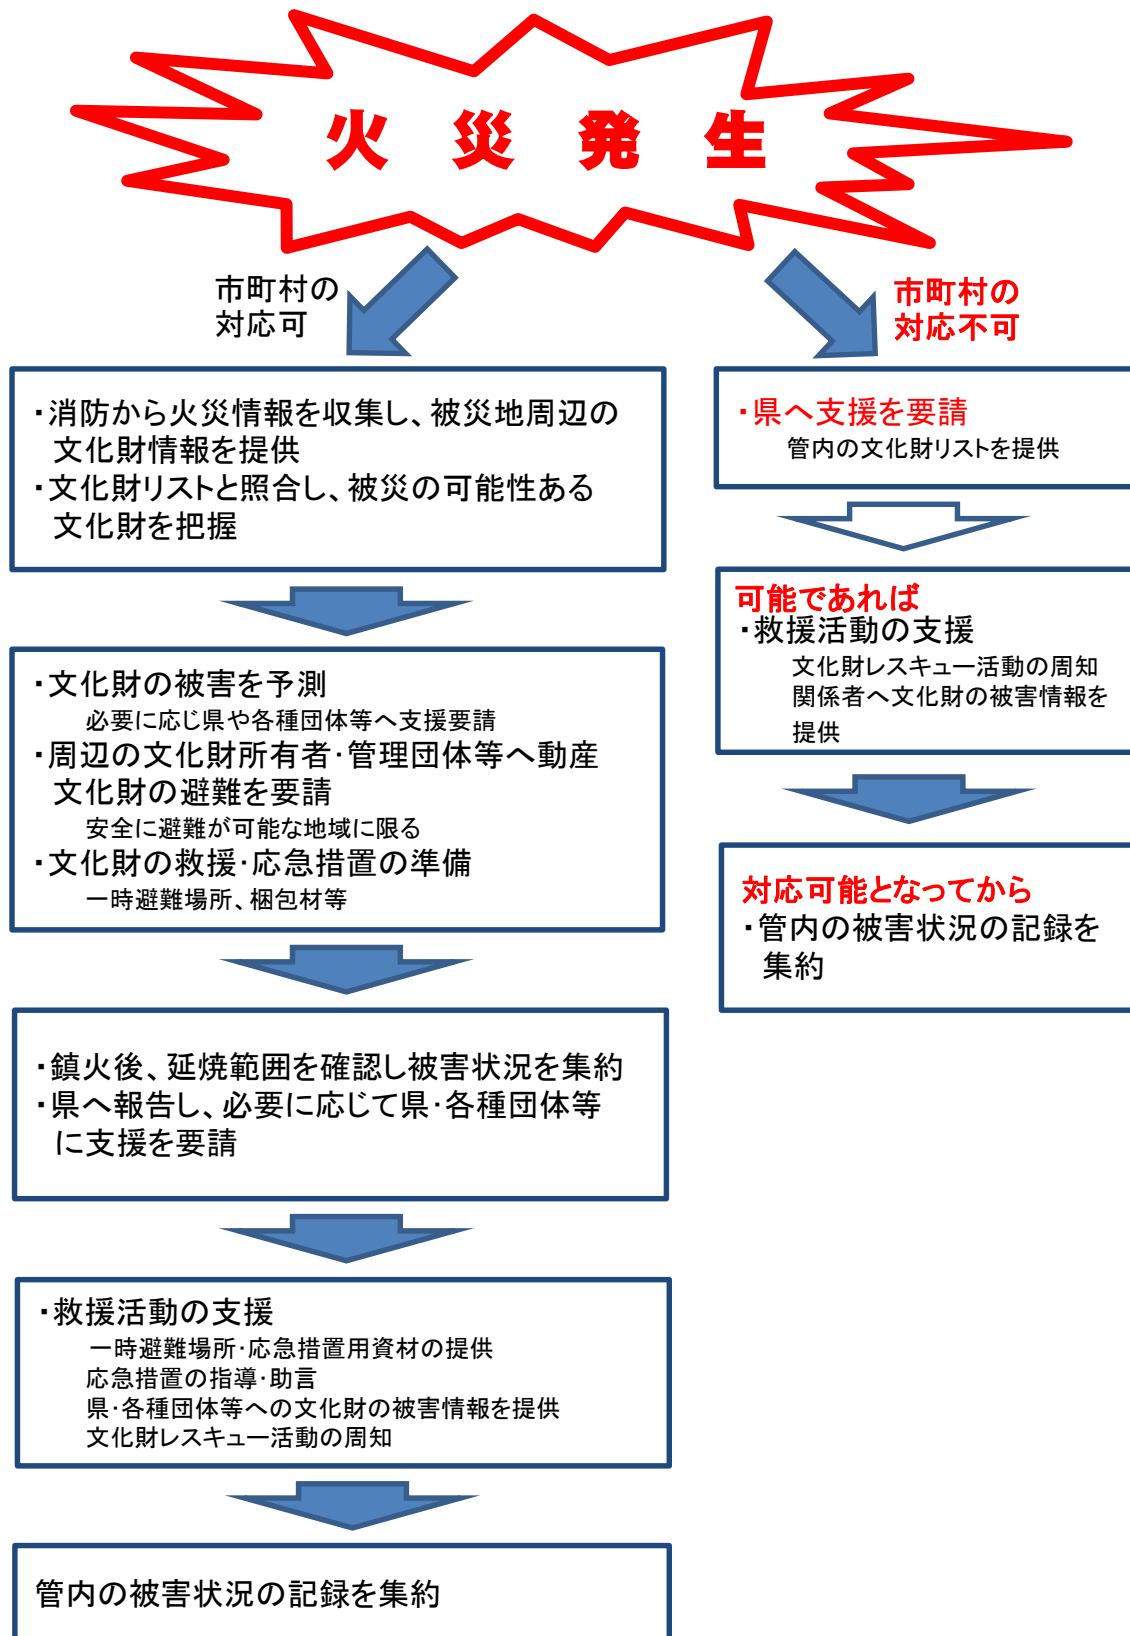 火災発生
市町村の
対応可
市町村の
対応不可
・消防から火災情報を収集し、被災地周辺の
文化財情報を提供
・文化財リストと照合し、被災の可能性ある
文化財を把握
・文化財の被害を予測
必要に応じ県や各種団体等へ支援要請
・周辺の文化財所有者・管理団体等へ動産
文化財の避難を要請
安全に避難が可能な地域に限る
・文化財の救援・応急措置の準備
一時避難場所、梱包材等
・鎮火後、延焼範囲を確認し被害状況を集約
・県へ報告し、必要に応じて県・各種団体等
に支援を要請
・救援活動の支援
一時避難場所・応急措置用資材の提供
応急措置の指導・助言
県・各種団体等への文化財の被害情報を提供
文化財レスキュー活動の周知
管内の被害状況の記録を集約
・県へ支援を要請
管内の文化財リストを提供
可能であれば
・救援活動の支援
文化財レスキュー活動の周知
関係者へ文化財の被害情報を
提供
対応可能となってから
・管内の被害状況の記録を
集約